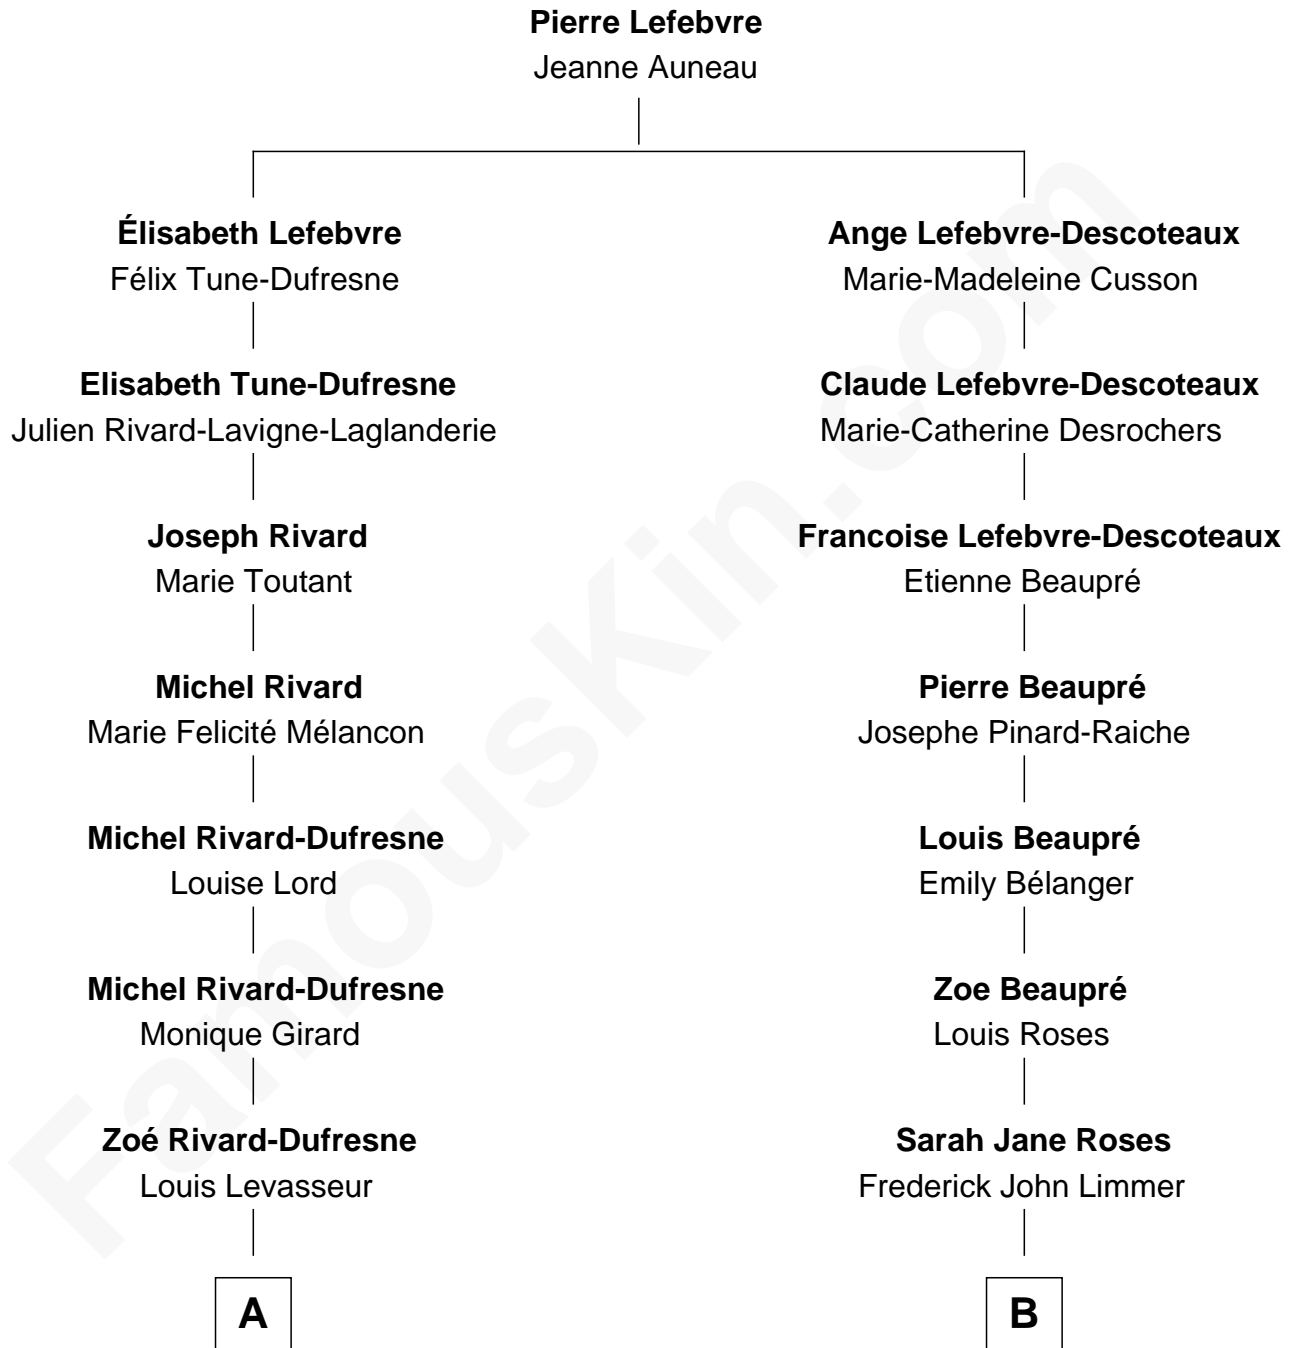 Pierre Lefebvre
Jeanne Auneau
Élisabeth Lefebvre
Félix Tune-Dufresne
Ange Lefebvre-Descoteaux
Marie-Madeleine Cusson
Elisabeth Tune-Dufresne
Julien Rivard-Lavigne-Laglanderie
Claude Lefebvre-Descoteaux
Marie-Catherine Desrochers
Joseph Rivard
Marie Toutant
Francoise Lefebvre-Descoteaux
Etienne Beaupré
Michel Rivard
Marie Felicité Mélancon
Pierre Beaupré
Josephe Pinard-Raiche
Michel Rivard-Dufresne
Louise Lord
Louis Beaupré
Emily Bélanger
Michel Rivard-Dufresne
Monique Girard
Zoe Beaupré
Louis Roses
Zoé Rivard-Dufresne
Louis Levasseur
Sarah Jane Roses
Frederick John Limmer
A
B
FamousKin.com